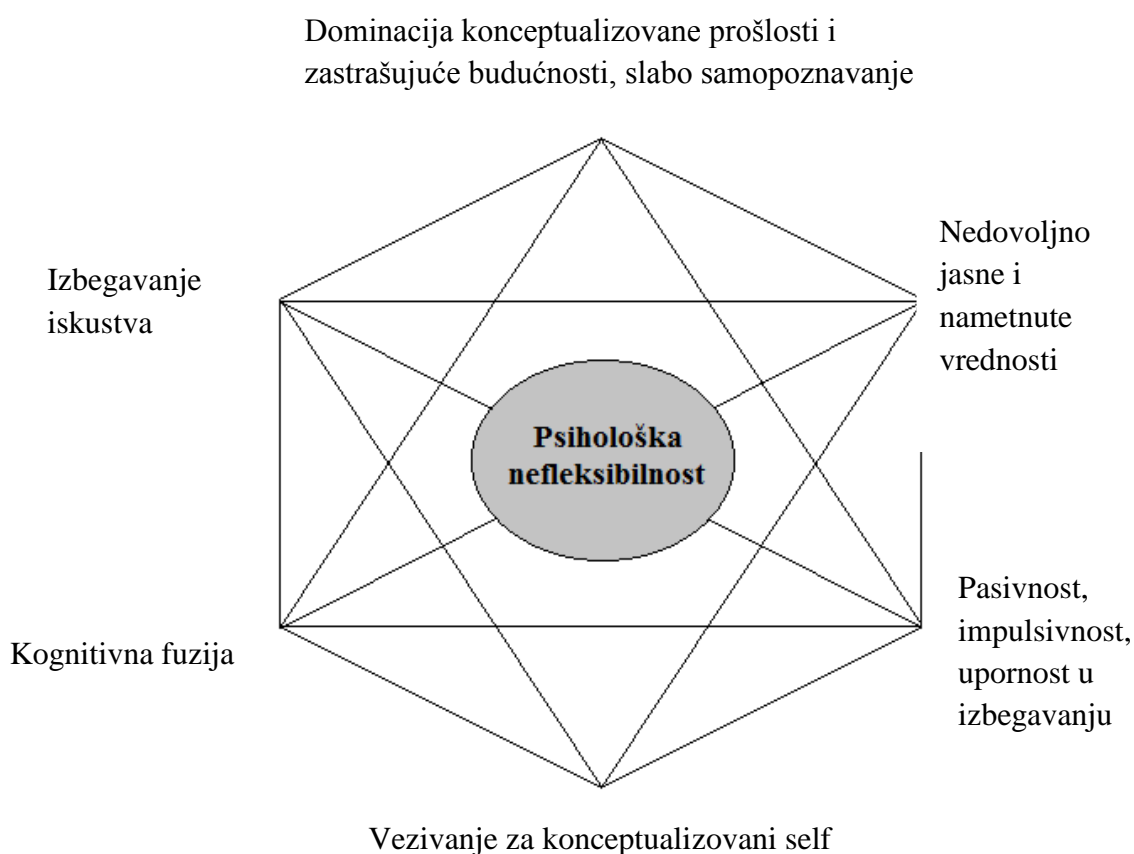 Dominacija konceptualizovane prošlosti i
zastrašujuće budućnosti, slabo samopoznavanje
Izbegavanje
iskustva
Nedovoljno
jasne i
nametnute
vrednosti
Psihološka
nefleksibilnost
Kognitivna fuzija
Pasivnost,
impulsivnost,
upornost u
izbegavanju
Vezivanje za konceptualizovani self